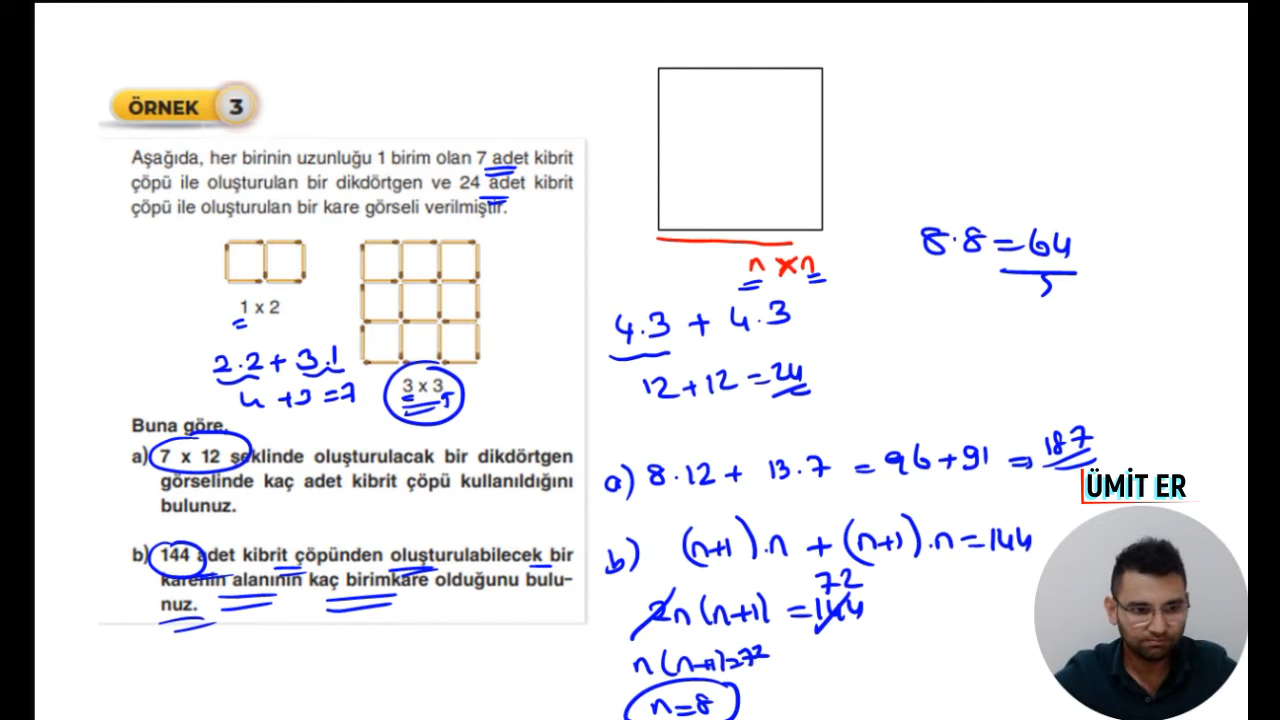 ÖRNEK 3
Aşağıda, her birinin uzunluğu 1 birim olan 7 adet kibrit
çöpü ile oluşturulan bir dikdörtgen ve 24 adet kibrit
çöpü ile oluşturulan bir kare görseli verilmiştir.
1 x 2
2.2 + 3.1
4 + 3 = 7
3 x 3
Buna göre,
a) 7 x 12 şeklinde oluşturulacak bir dikdörtgen
görselinde kaç adet kibrit çöpü kullanıldığını
bulunuz.
b) 144 adet kibrit çöpünden oluşturulabilecek bir
karenin alanının kaç birimkare olduğunu bulu-
nuz.
n x n
8.8 = 64
4.3 + 4.3
12 + 12 = 24
a) 8.12 + 13.7 = 96 + 91 = 187
b) (n+1).n + (n+1).n = 144
72
2n(n+1) = 144
n(n+1)=72
n=8
ÜMİT ER